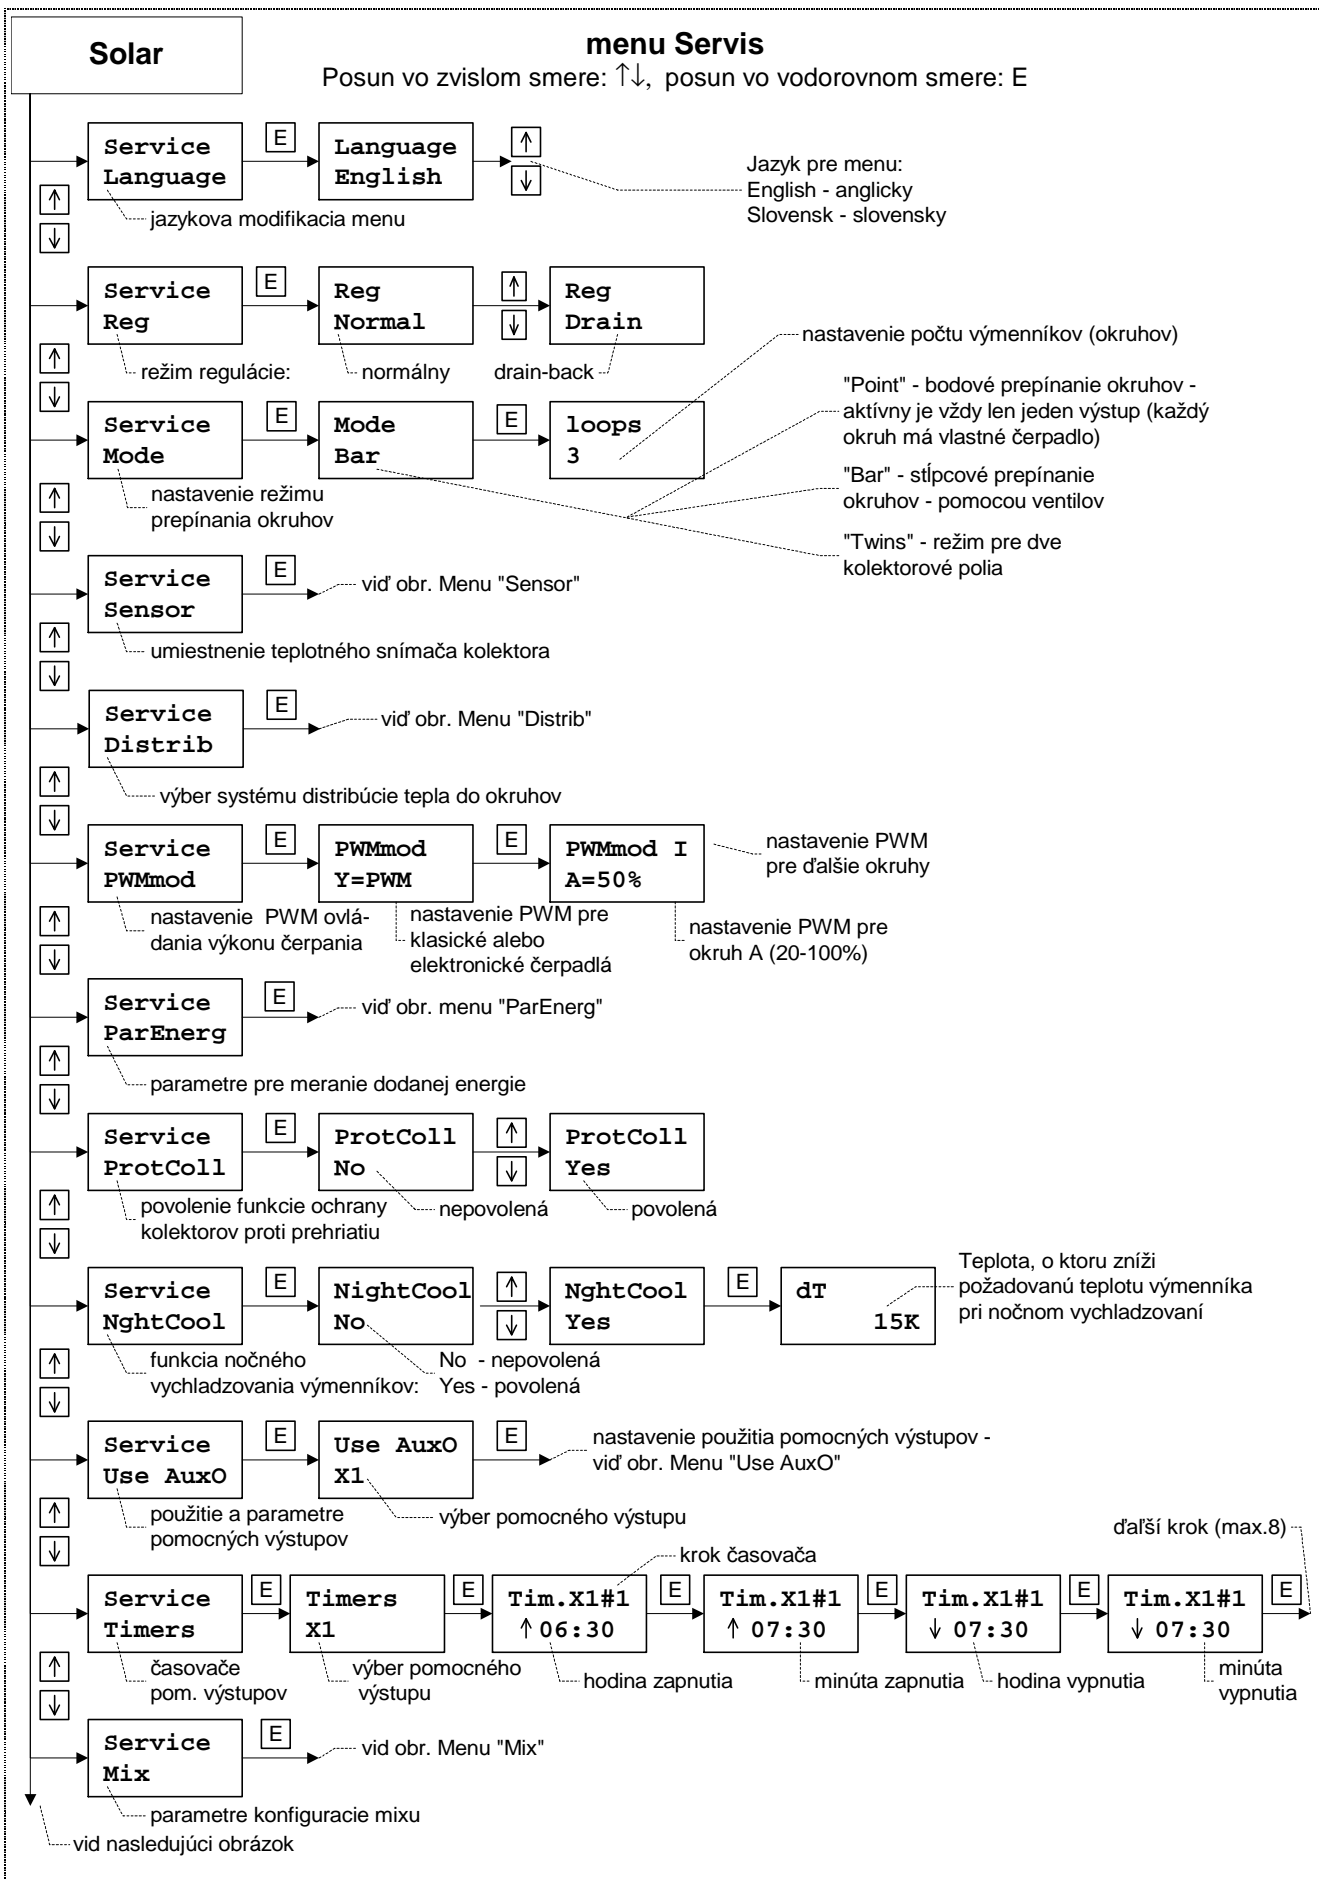 Solar
menu Servis
Posun vo zvislom smere: ↑↓, posun vo vodorovnom smere: E
Service
Language
E
Language
English
↑
↓
Jazyk pre menu:
English - anglicky
Slovensk - slovensky
jazykova modifikacia menu
↑
↓
Service
Reg
E
Reg
Normal
↑
↓
Reg
Drain
režim regulácie:
normálny
drain-back
nastavenie počtu výmenníkov (okruhov)
↑
↓
Service
Mode
E
Mode
Bar
E
loops
3
"Point" - bodové prepínanie okruhov -
aktívny je vždy len jeden výstup (každý
okruh má vlastné čerpadlo)
"Bar" - stĺpcové prepínanie
okruhov - pomocou ventilov
"Twins" - režim pre dve
kolektorové polia
nastavenie režimu
prepínania okruhov
↑
↓
Service
Sensor
E
viď obr. Menu "Sensor"
umiestnenie teplotného snímača kolektora
↑
↓
Service
Distrib
E
viď obr. Menu "Distrib"
výber systému distribúcie tepla do okruhov
↑
↓
Service
PWMmod
E
PWMmod
Y=PWM
E
PWMmod I
A=50%
nastavenie PWM
pre ďalšie okruhy
nastavenie PWM ovlá-
dania výkonu čerpania
nastavenie PWM pre
klasické alebo
elektronické čerpadlá
nastavenie PWM pre
okruh A (20-100%)
↑
↓
Service
ParEnerg
E
viď obr. menu "ParEnerg"
parametre pre meranie dodanej energie
↑
↓
Service
ProtColl
E
ProtColl
No
↑
↓
ProtColl
Yes
povolenie funkcie ochrany
kolektorov proti prehriatiu
nepovolená
povolená
↑
↓
Service
NghtCool
E
NightCool
No
↑
↓
NghtCool
Yes
E
dT
15K
Teplota, o ktoru zníži
požadovanú teplotu výmenníka
pri nočnom vychladzovaní
funkcia nočného
vychladzovania výmenníkov:
No - nepovolená
Yes - povolená
↑
↓
Service
Use AuxO
E
Use AuxO
X1
E
nastavenie použitia pomocných výstupov -
viď obr. Menu "Use AuxO"
použitie a parametre
pomocných výstupov
výber pomocného výstupu
↑
↓
krok časovača
ďaľší krok (max.8)
Service
Timers
E
Timers
X1
E
Tim.X1#1
↑ 06:30
E
Tim.X1#1
↑ 07:30
E
Tim.X1#1
↓ 07:30
E
Tim.X1#1
↓ 07:30
E
časovače
pom. výstupov
výber pomocného
výstupu
hodina zapnutia
minúta zapnutia
hodina vypnutia
minúta
vypnutia
↑
↓
Service
Mix
E
vid obr. Menu "Mix"
parametre konfiguracie mixu
vid nasledujúci obrázok